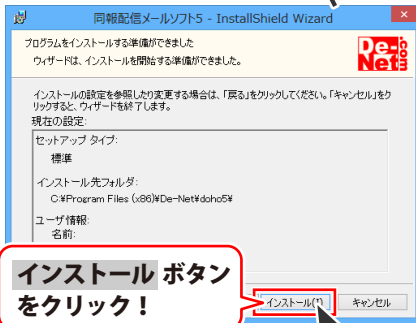 同報配信メールソフト5 - InstallShield Wizard
プログラムをインストールする準備ができました
ウィザードは、インストールを開始する準備ができました。
De-Net
インストールの設定を参照したり変更する場合は、「戻る」をクリックしてください。「キャンセル」をク
リックすると、ウィザードを終了します。
現在の設定:
セットアップ タイプ:
標準
インストール先フォルダ:
C:¥Program Files (x86)¥De-Net¥doho5¥
ユーザ情報:
名前:
インストール ボタン
をクリック!
インストール(I)
キャンセル